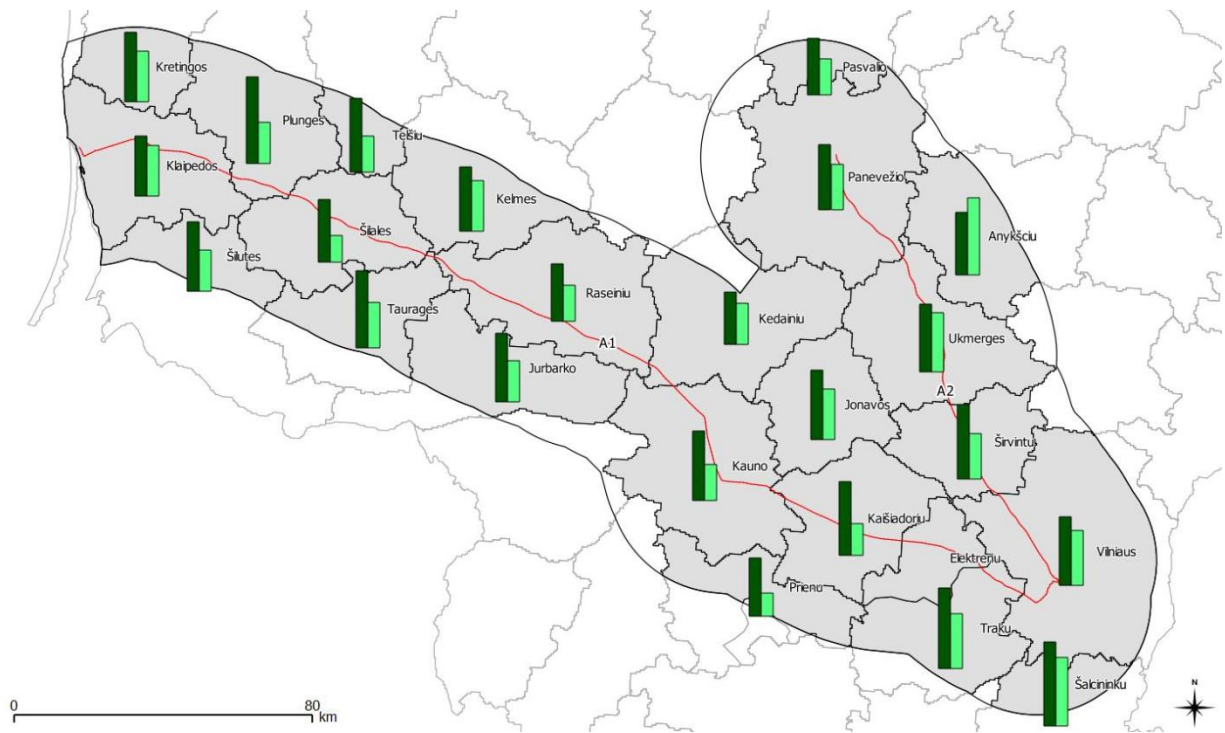 Kretingos
Pasvalio
Plunges
Telšiu
Klaipedos
Panevežio
Kelmes
Anykšciu
Šilales
Šilutes
Raseiniu
Taurages
Kedainiu
Ukmerges
A1
Jurbarko
A2
Jonavos
Širvintu
Kauno
Kaišiadoriu
Vilniaus
Elektrenu
Prienu
Traku
Šalcininku
N
0
80
km